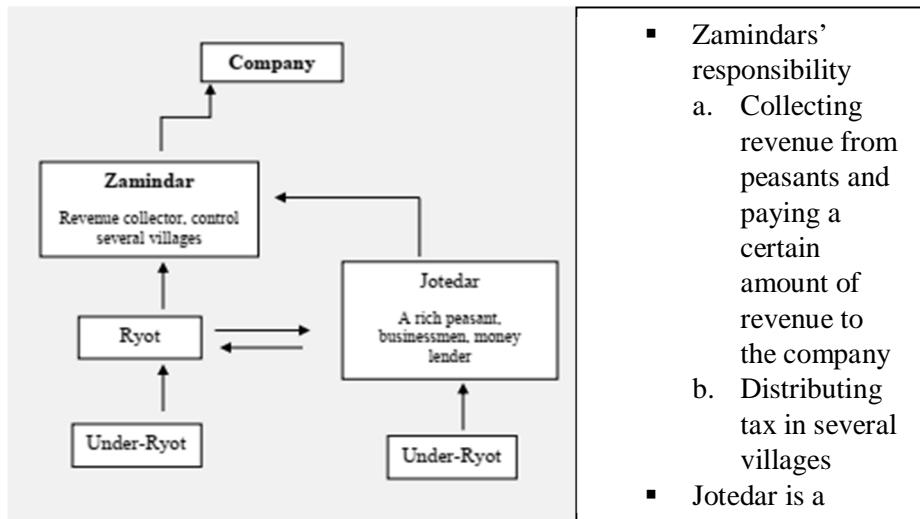 Company
Zamindar
Revenue collector, control
several villages
Jotedar
A rich peasant,
businessmen, money
lender
Ryot
Under-Ryot
Under-Ryot
▪ Zamindars’
responsibility
a. Collecting
revenue from
peasants and
paying a
certain
amount of
revenue to
the company
b. Distributing
tax in several
villages
▪ Jotedar is a